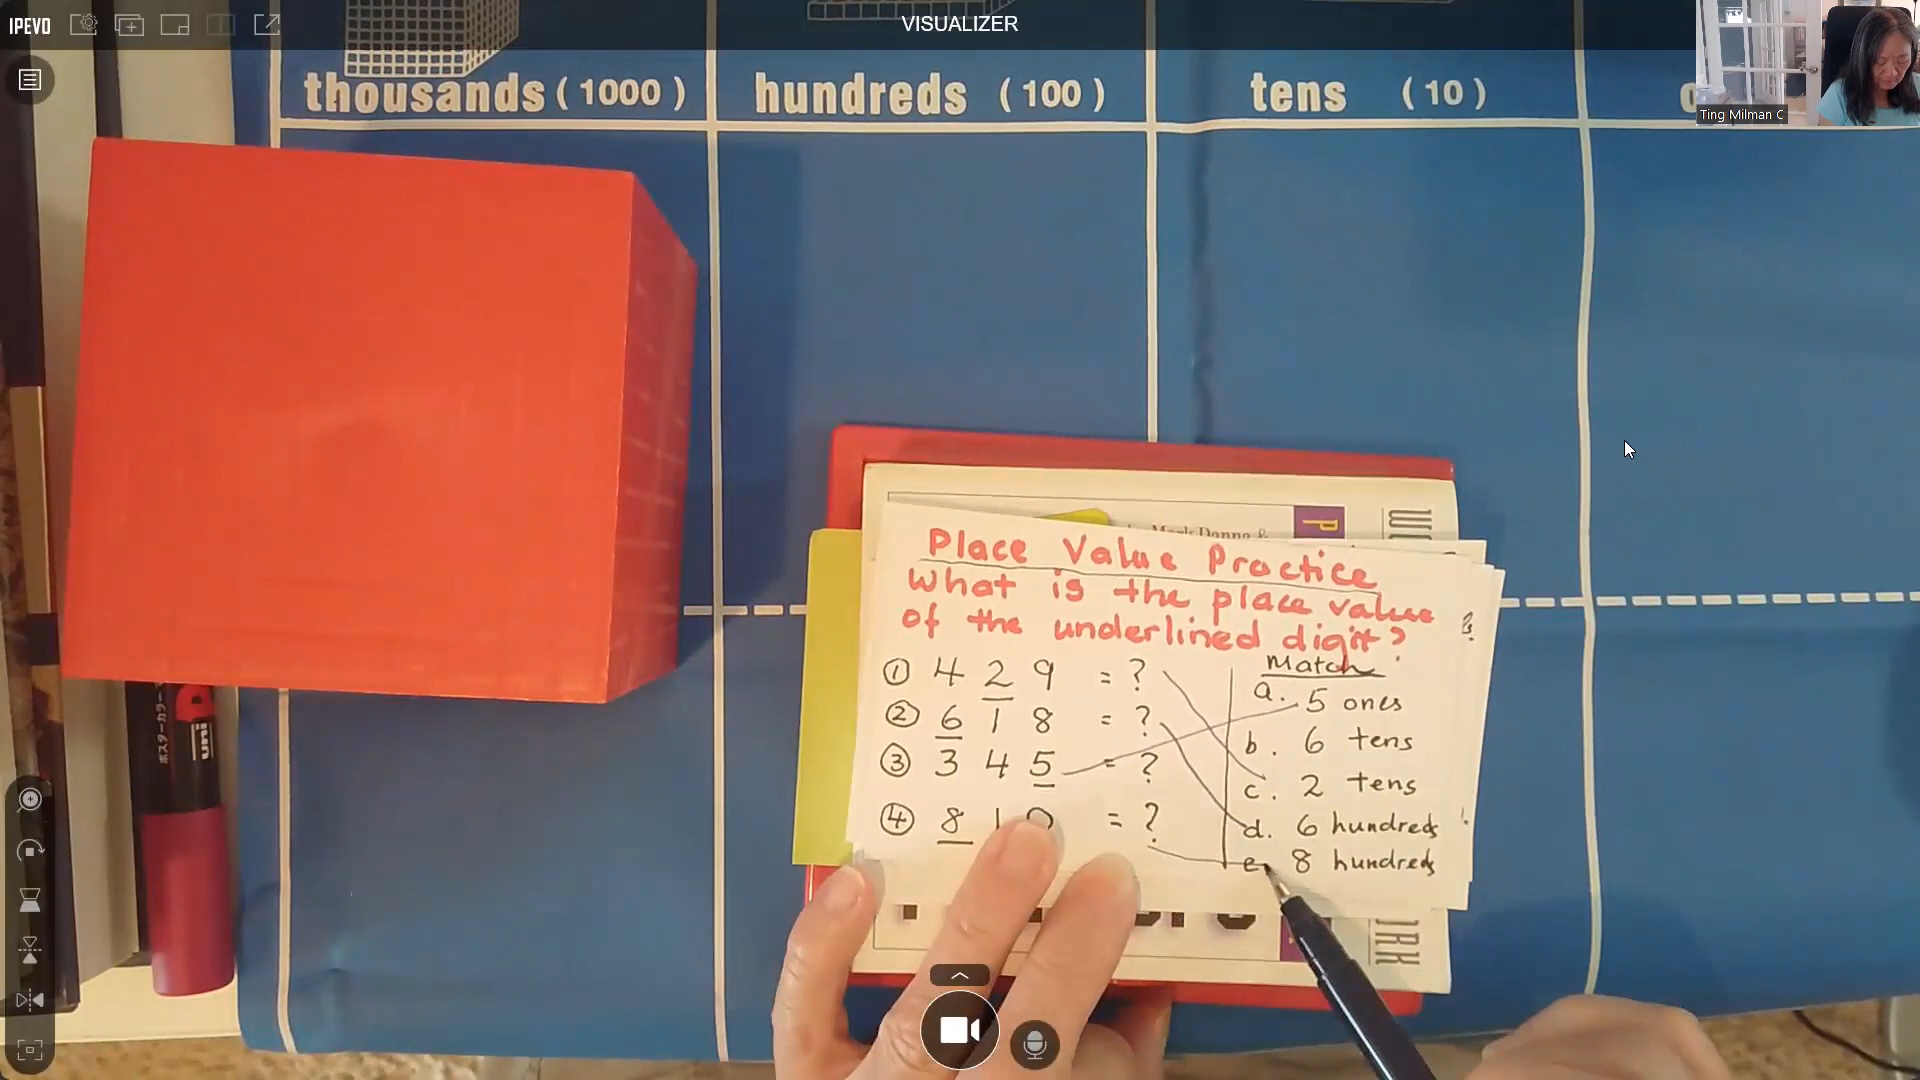 IPEVO
VISUALIZER
Ting Milman C
thousands (1000)
hundreds (100)
tens (10)
P
Place Value Practice
What is the place value
of the underlined digit?
① 4 2 9 = ?
② 6 1 8 = ?
③ 3 4 5 = ?
④ 8 1 0 = ?
Match
a. 5 ones
b. 6 tens
c. 2 tens
d. 6 hundreds
e. 8 hundreds
uni